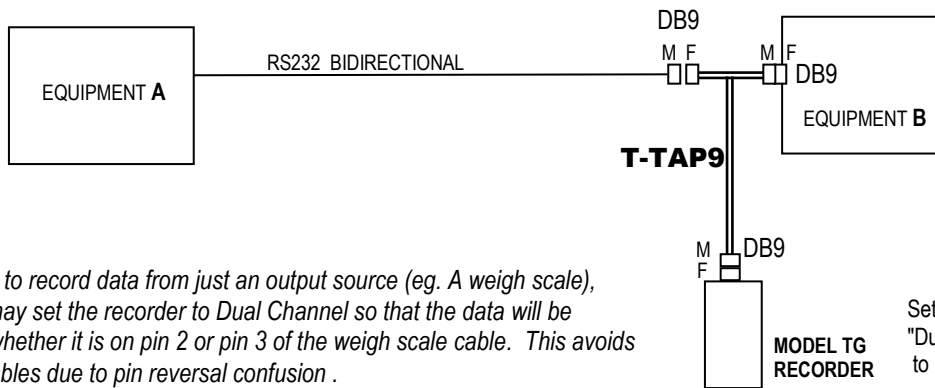 DB9
M F
M F
RS232 BIDIRECTIONAL
DB9
EQUIPMENT A
EQUIPMENT B
T-TAP9
M DB9
F
to record data from just an output source (eg. A weigh scale),
may set the recorder to Dual Channel so that the data will be
whether it is on pin 2 or pin 3 of the weigh scale cable. This avoids
bles due to pin reversal confusion .
MODEL TG
RECORDER
Set
"Du
to